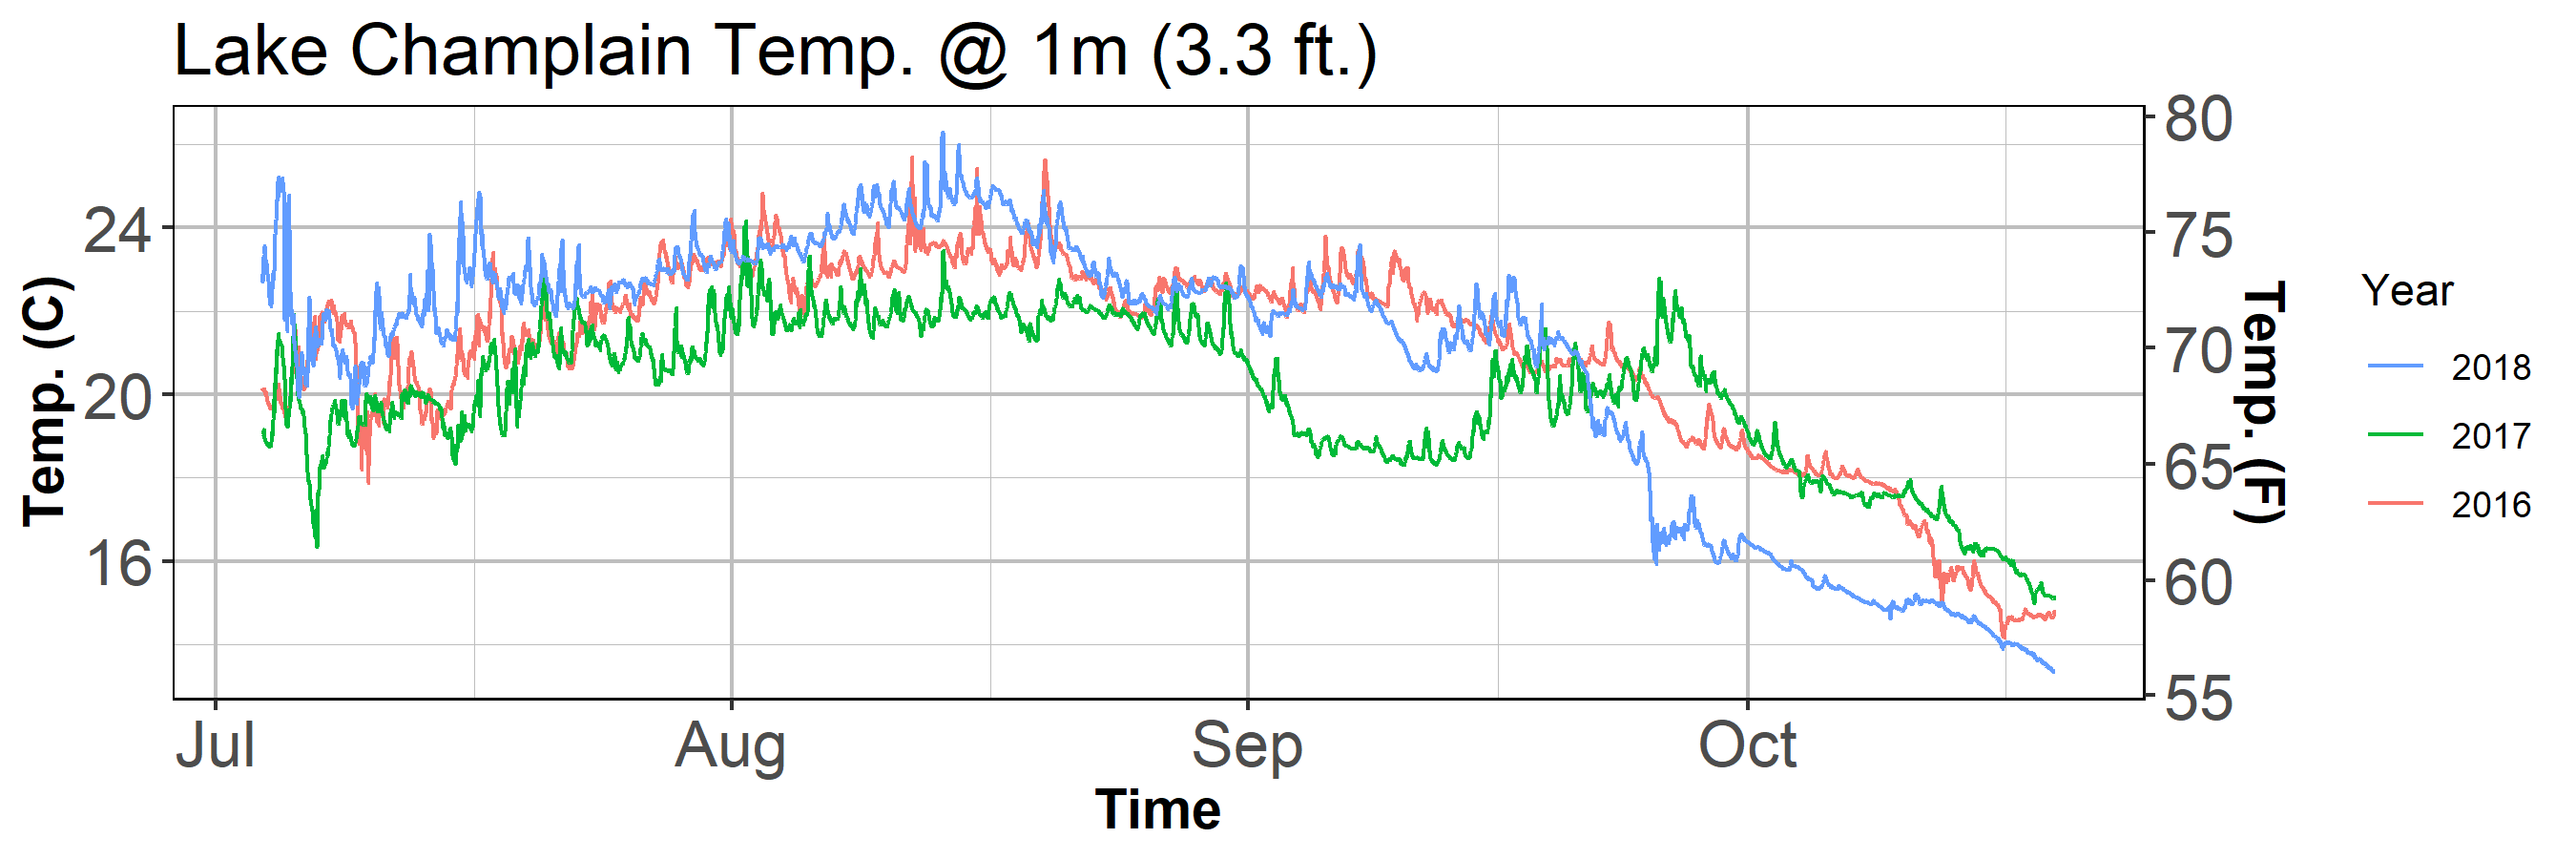 Lake Champlain Temp. @ 1m (3.3 ft.)
Temp. (C)
24
20
16
80
75
70
65
60
55
Temp. (F)
Jul Aug Sep Oct
Time
Year
2018
2017
2016